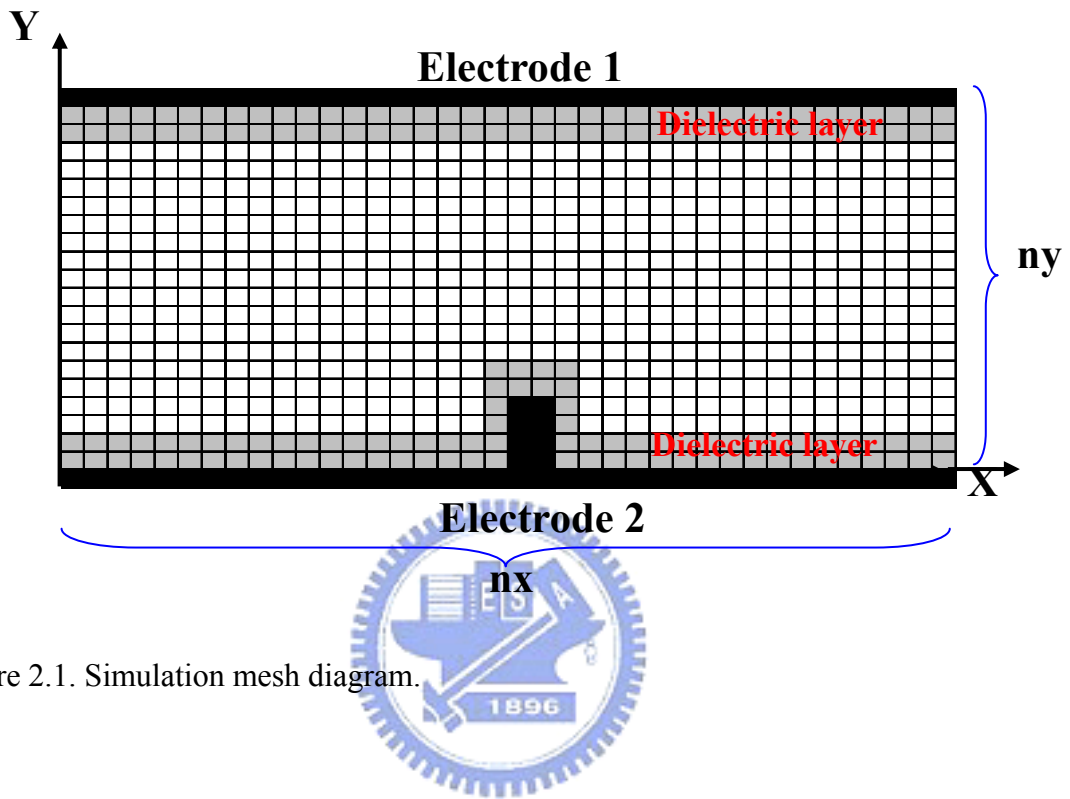 Y
Electrode 1
Dielectric layer
ny
Dielectric layer
X
Electrode 2
nx
E S A
re 2.1. Simulation mesh diagram.
1896